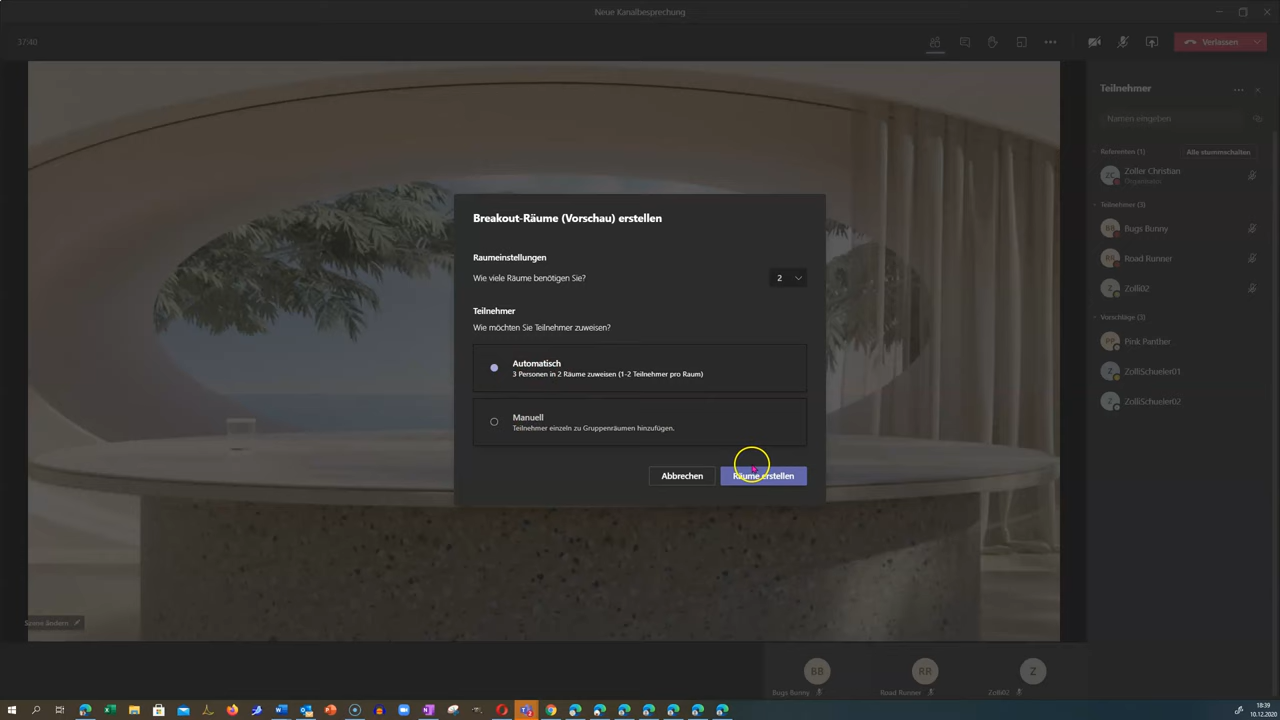 Neue Kanalbesprechung
37:40
Verlassen
Teilnehmer
Namen eingeben
Referenten (1)
Alle stummschalten
ZC
Zoller Christian
Organisator
Teilnehmer (3)
BB
Bugs Bunny
RR
Road Runner
Z
Zolli02
Vorschläge (3)
PP
Pink Panther
Z
ZolliSchueler01
Z
ZolliSchueler02
Breakout-Räume (Vorschau) erstellen
Raumeinstellungen
Wie viele Räume benötigen Sie?
2
Teilnehmer
Wie möchten Sie Teilnehmer zuweisen?
Automatisch
3 Personen in 2 Räume zuweisen (1-2 Teilnehmer pro Raum)
Manuell
Teilnehmer einzeln zu Gruppenräumen hinzufügen.
Abbrechen
Räume erstellen
Szene ändern
BB
RR
Z
Bugs Bunny
Road Runner
Zolli02
18:39
10.12.2020